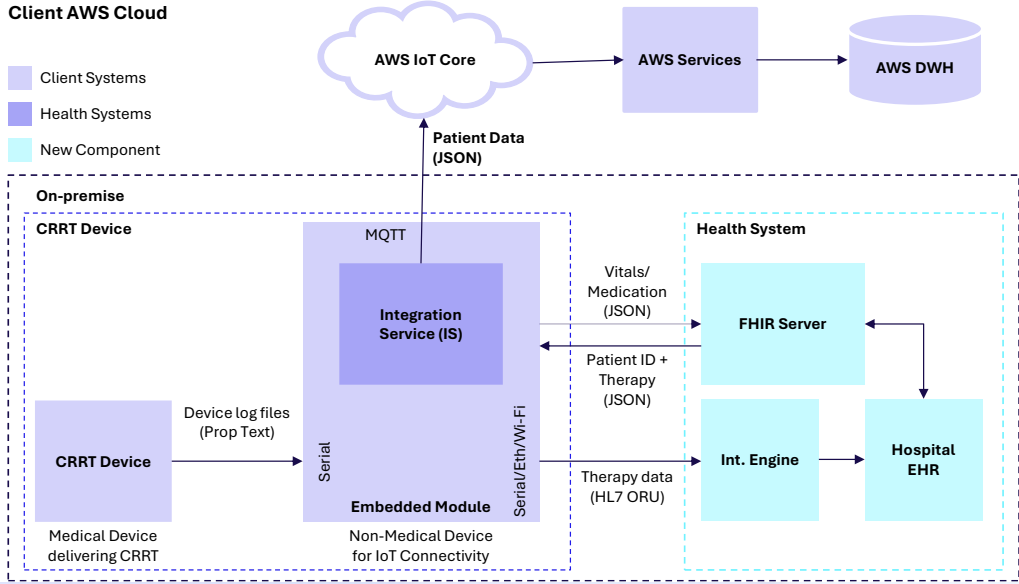 Client AWS Cloud
AWS IoT Core
AWS Services
AWS DWH
Client Systems
Health Systems
New Component
Patient Data
(JSON)
On-premise
CRRT Device
MQTT
Integration
Service (IS)
Serial
Serial/Eth/Wi-Fi
Embedded Module
Non-Medical Device
for IoT Connectivity
CRRT Device
Medical Device
delivering CRRT
Device log files
(Prop Text)
Vitals/
Medication
(JSON)
Patient ID +
Therapy
(JSON)
Therapy data
(HL7 ORU)
Health System
FHIR Server
Int. Engine
Hospital
EHR